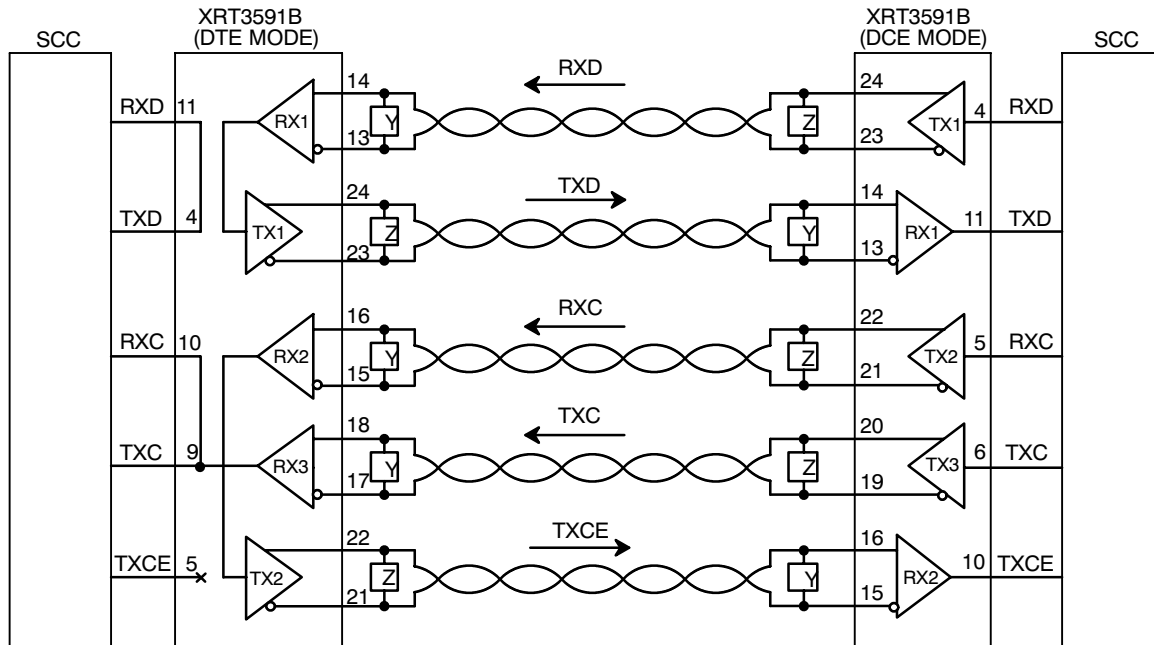 XRT3591B
(DTE MODE)
XRT3591B
(DCE MODE)
SCC
SCC
RXD 11
RX1
14
13
Y
RXD
Z
24
23
TX1
4 RXD
TXD 4
TX1
24
23
Z
TXD
Y
14
13
RX1
11 TXD
RXC 10
RX2
16
15
Y
RXC
Z
22
21
TX2
5 RXC
TXC 9
RX3
18
17
Y
TXC
Z
20
19
TX3
6 TXC
TXCE 5
TX2
22
21
Z
TXCE
Y
16
15
RX2
10 TXCE